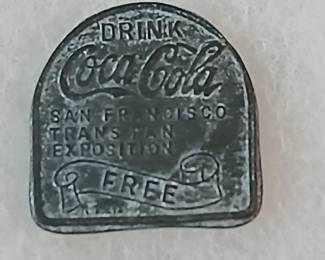 DRINK
Coca-Cola
SAN FRANCISCO
TRANS PAN
EXPOSITION
FREE